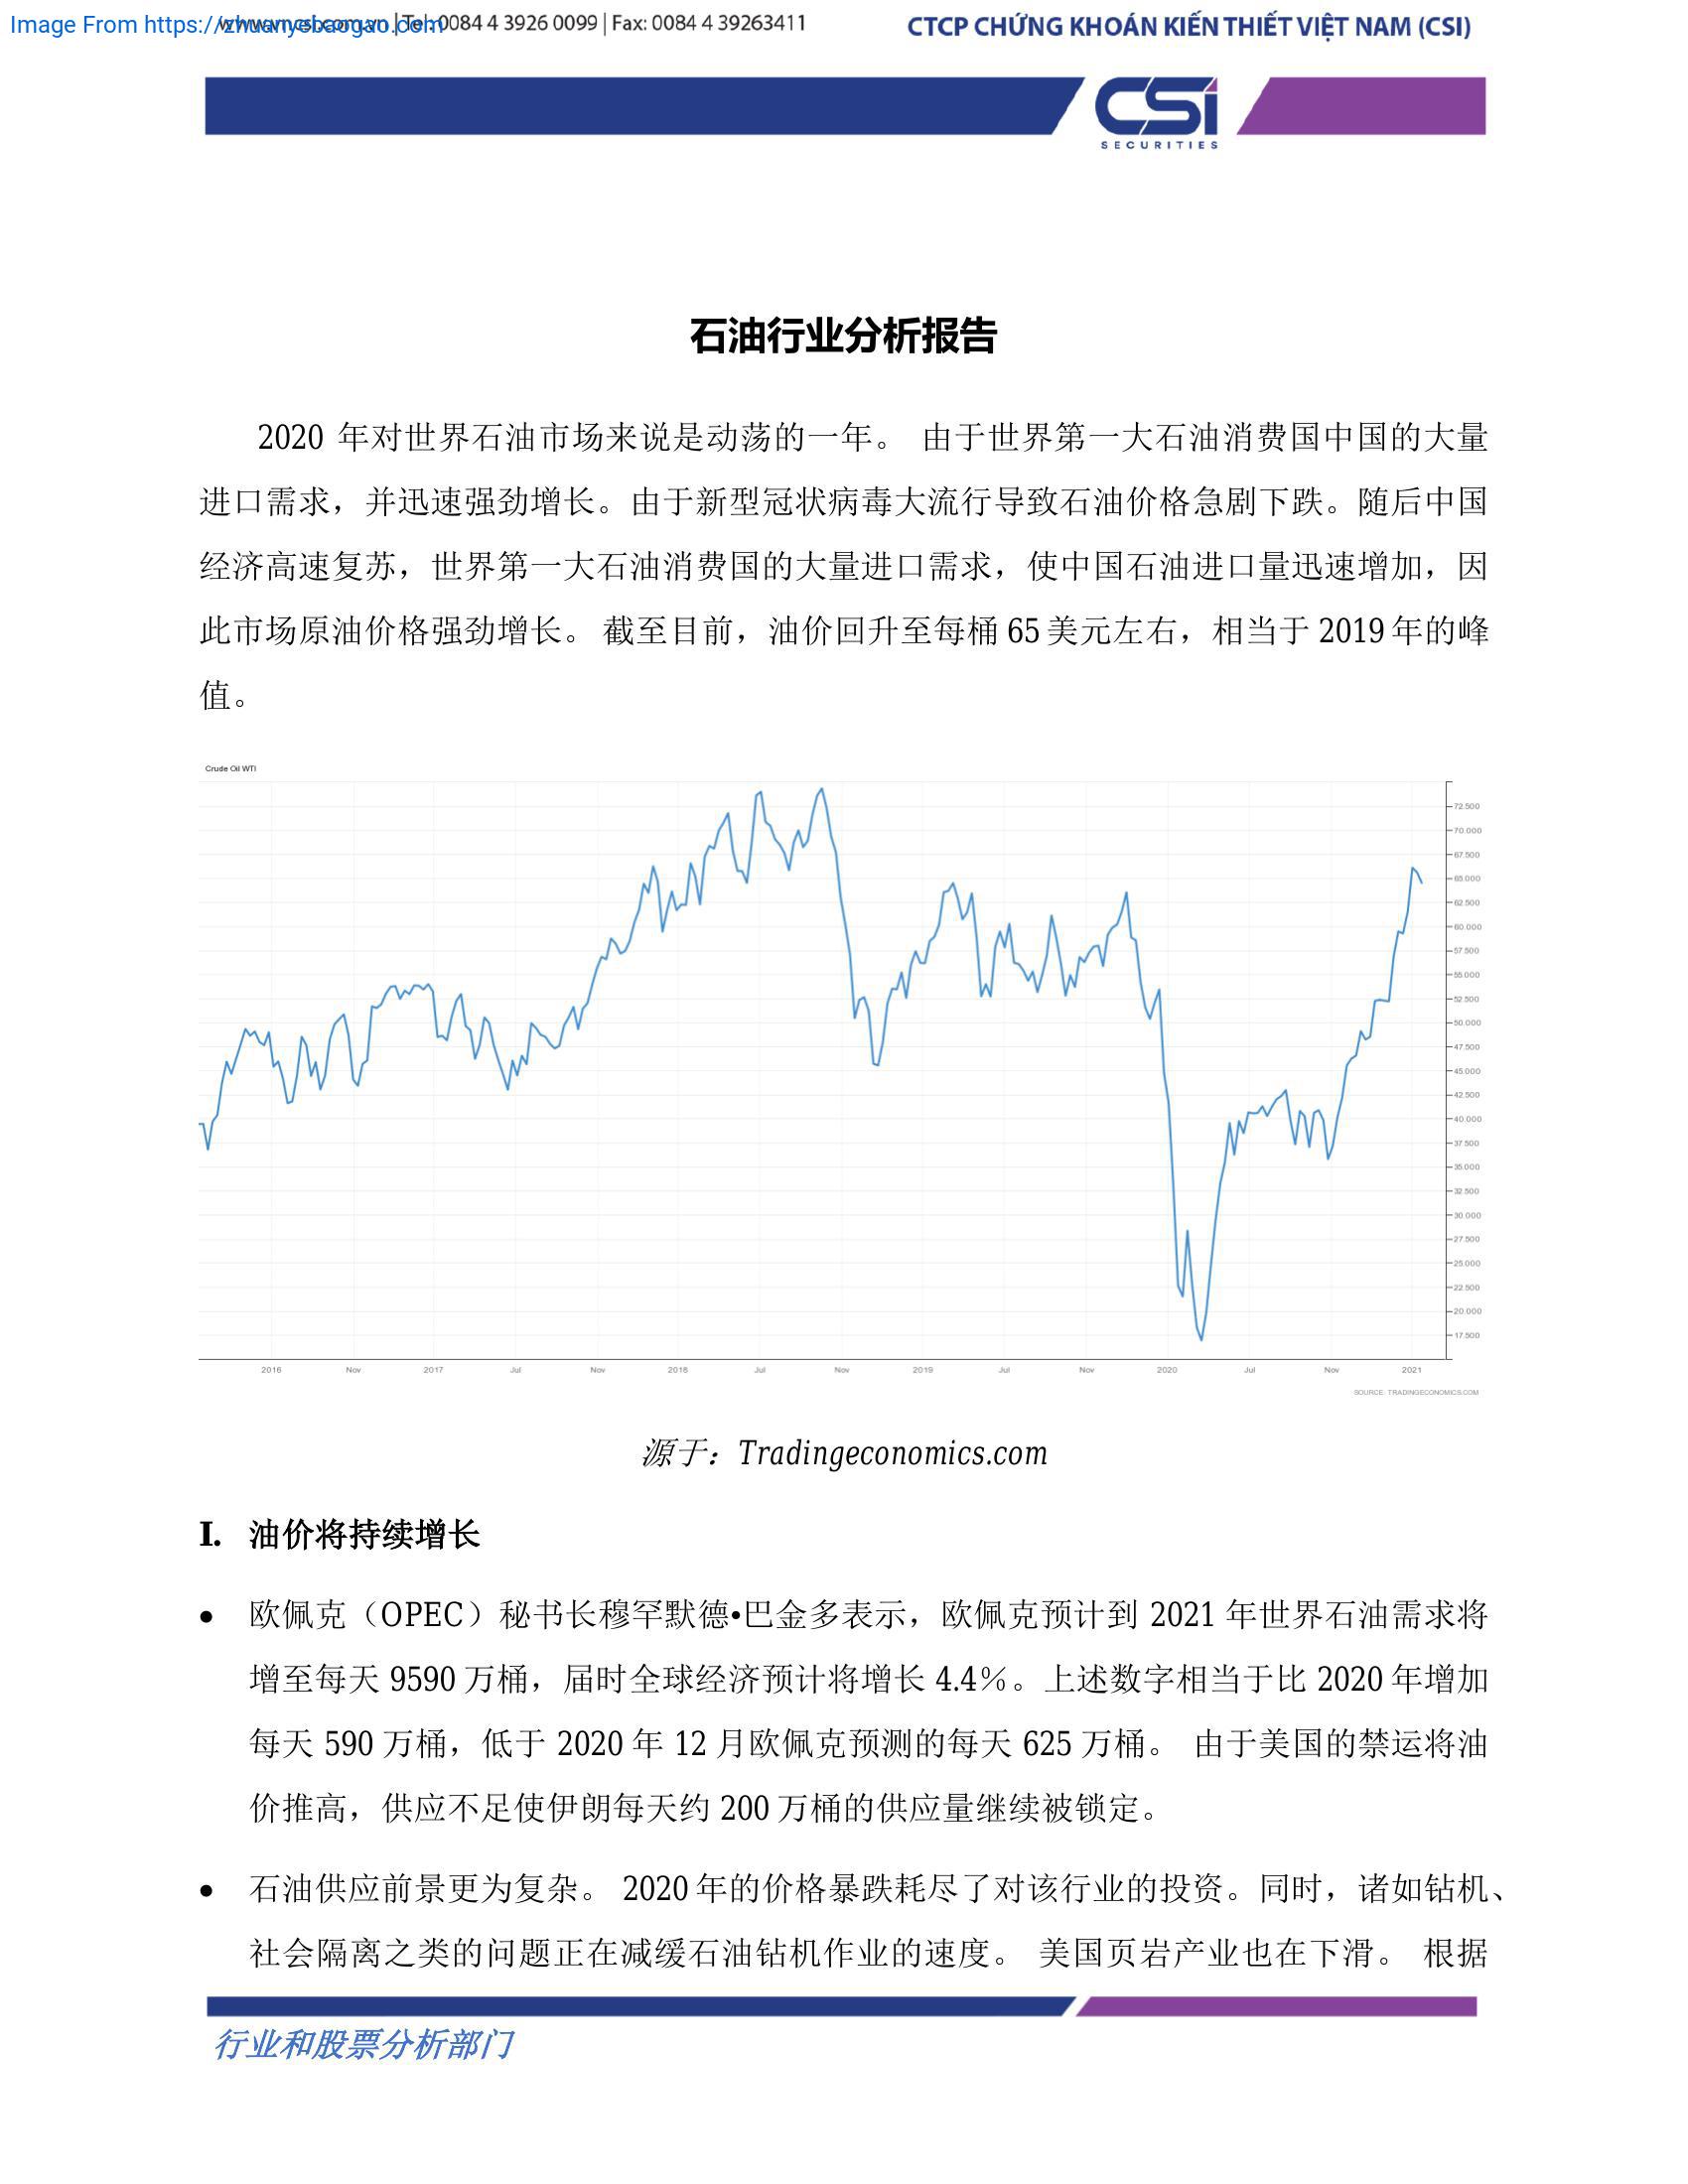 Image From https://zhuanyebaogao.com
www.vncsi.com.vn | Tel: 0084 4 3926 0099 | Fax: 0084 4 39263411
CTCP CHỨNG KHOÁN KIẾN THIẾT VIỆT NAM (CSI)
CSi
SECURITIES
石油行业分析报告
2020 年对世界石油市场来说是动荡的一年。 由于世界第一大石油消费国中国的大量
进口需求，并迅速强劲增长。由于新型冠状病毒大流行导致石油价格急剧下跌。随后中国
经济高速复苏，世界第一大石油消费国的大量进口需求，使中国石油进口量迅速增加，因
此市场原油价格强劲增长。 截至目前，油价回升至每桶 65 美元左右，相当于 2019 年的峰
值。
Crude Oil WTI
72.500
70.000
67.500
65.000
62.500
60.000
57.500
55.000
52.500
50.000
47.500
45.000
42.500
40.000
37.500
35.000
32.500
30.000
27.500
25.000
22.500
20.000
17.500
2016 Nov 2017 Jul Nov 2018 Jul Nov 2019 Jul Nov 2020 Jul Nov 2021
SOURCE: TRADINGECONOMICS.COM
源于：Tradingeconomics.com
I. 油价将持续增长
• 欧佩克（OPEC）秘书长穆罕默德•巴金多表示，欧佩克预计到 2021 年世界石油需求将
增至每天 9590 万桶，届时全球经济预计将增长 4.4％。上述数字相当于比 2020 年增加
每天 590 万桶，低于 2020 年 12 月欧佩克预测的每天 625 万桶。 由于美国的禁运将油
价推高，供应不足使伊朗每天约 200 万桶的供应量继续被锁定。
• 石油供应前景更为复杂。 2020 年的价格暴跌耗尽了对该行业的投资。同时，诸如钻机、
社会隔离之类的问题正在减缓石油钻机作业的速度。 美国页岩产业也在下滑。 根据
行业和股票分析部门